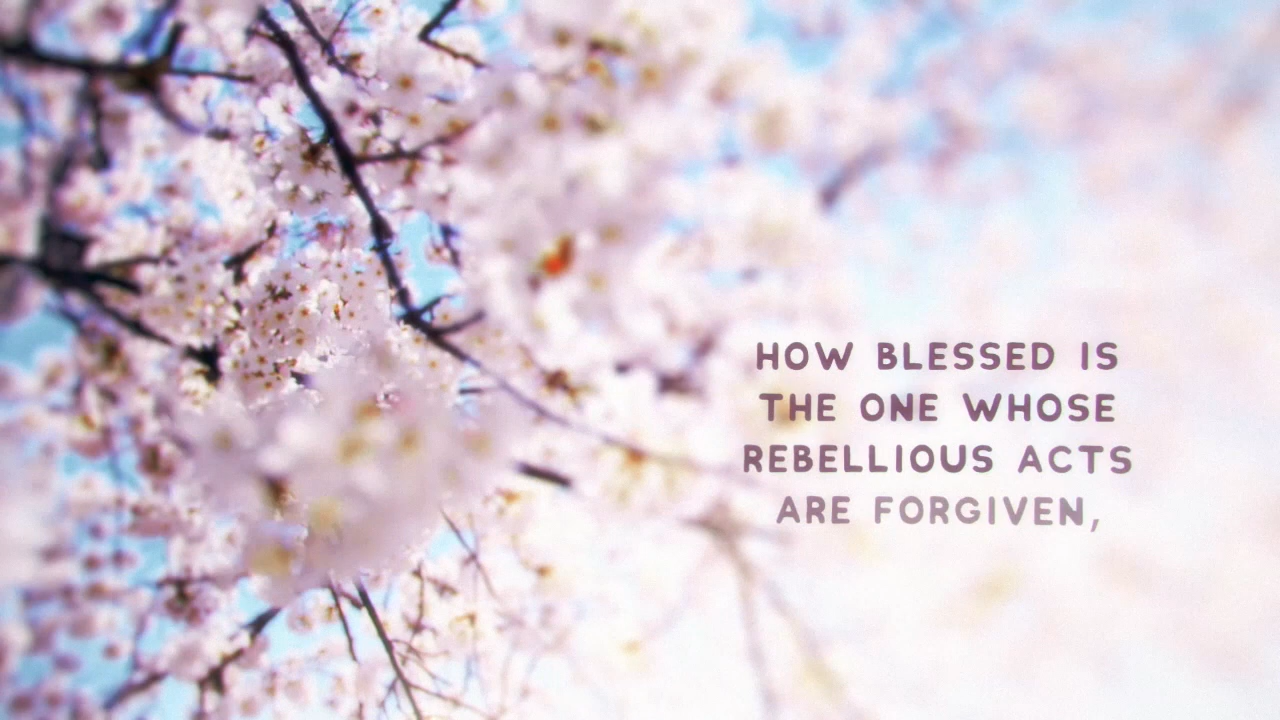 HOW BLESSED IS
THE ONE WHOSE
REBELLIOUS ACTS
ARE FORGIVEN,